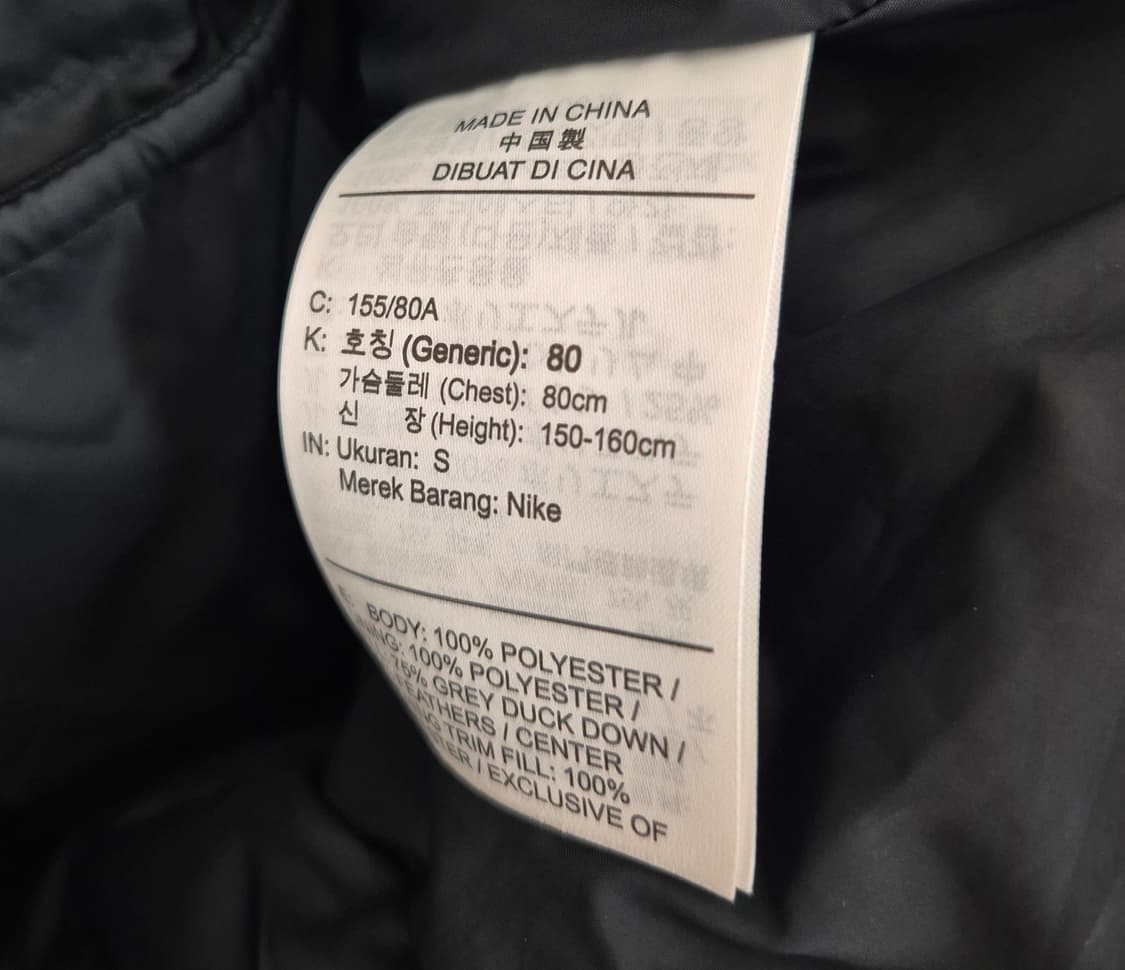 MADE IN CHINA
中国製
DIBUAT DI CINA
C: 155/80A
K: 호칭 (Generic): 80
가슴둘레 (Chest): 80cm
신 장 (Height): 150-160cm
IN: Ukuran: S
Merek Barang: Nike
BODY: 100% POLYESTER /
100% POLYESTER /
75% GREY DUCK DOWN /
/ CENTER
TRIM FILL: 100%
/ EXCLUSIVE OF